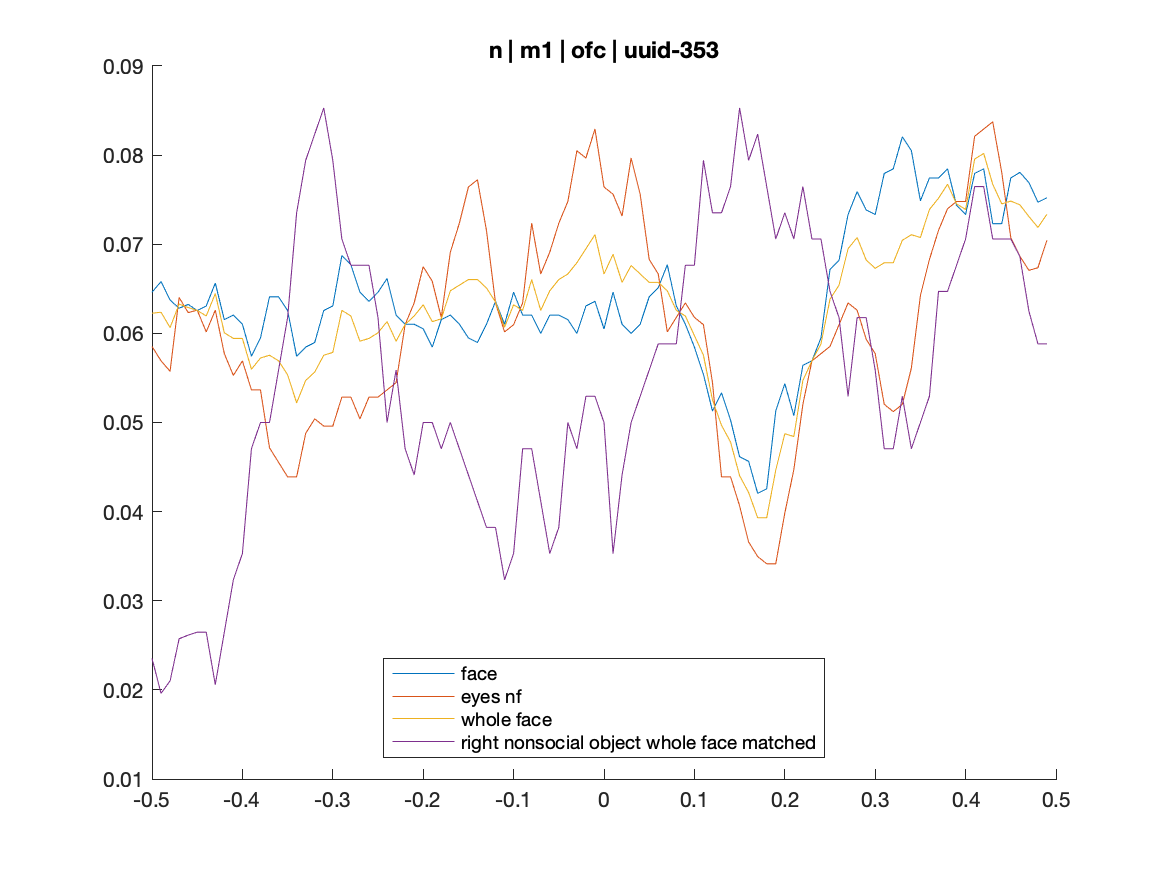 n | m1 | ofc | uuid-353
0.09
0.08
0.07
0.06
0.05
0.04
0.03
0.02
0.01
face
eyes nf
whole face
right nonsocial object whole face matched
-0.5 -0.4 -0.3 -0.2 -0.1 0 0.1 0.2 0.3 0.4 0.5